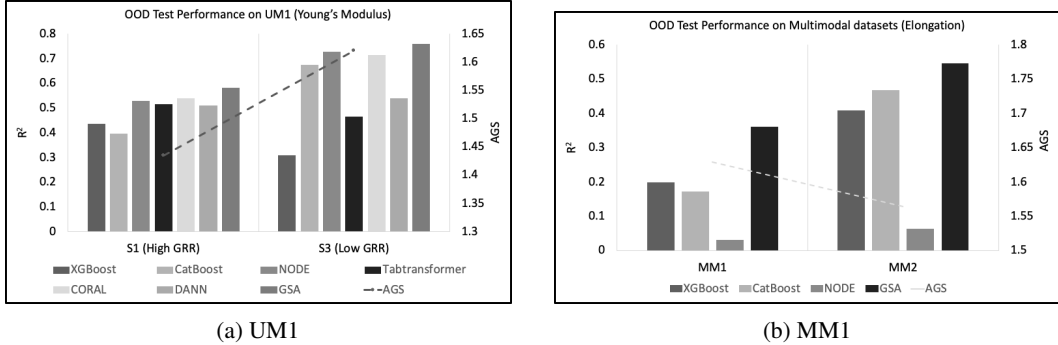 OOD Test Performance on UM1 (Young's Modulus)
0.8
0.7
0.6
0.5
0.4
0.3
0.2
0.1
0
R²
1.65
1.6
1.55
1.5
1.45
1.4
1.35
1.3
AGS
S1 (High GRR)
S3 (Low GRR)
XGBoost CatBoost NODE Tabtransformer
CORAL DANN GSA AGS
(a) UM1
OOD Test Performance on Multimodal datasets (Elongation)
0.6
0.5
0.4
0.3
0.2
0.1
0
R²
1.8
1.75
1.7
1.65
1.6
1.55
1.5
AGS
MM1
MM2
XGBoost CatBoost NODE GSA AGS
(b) MM1